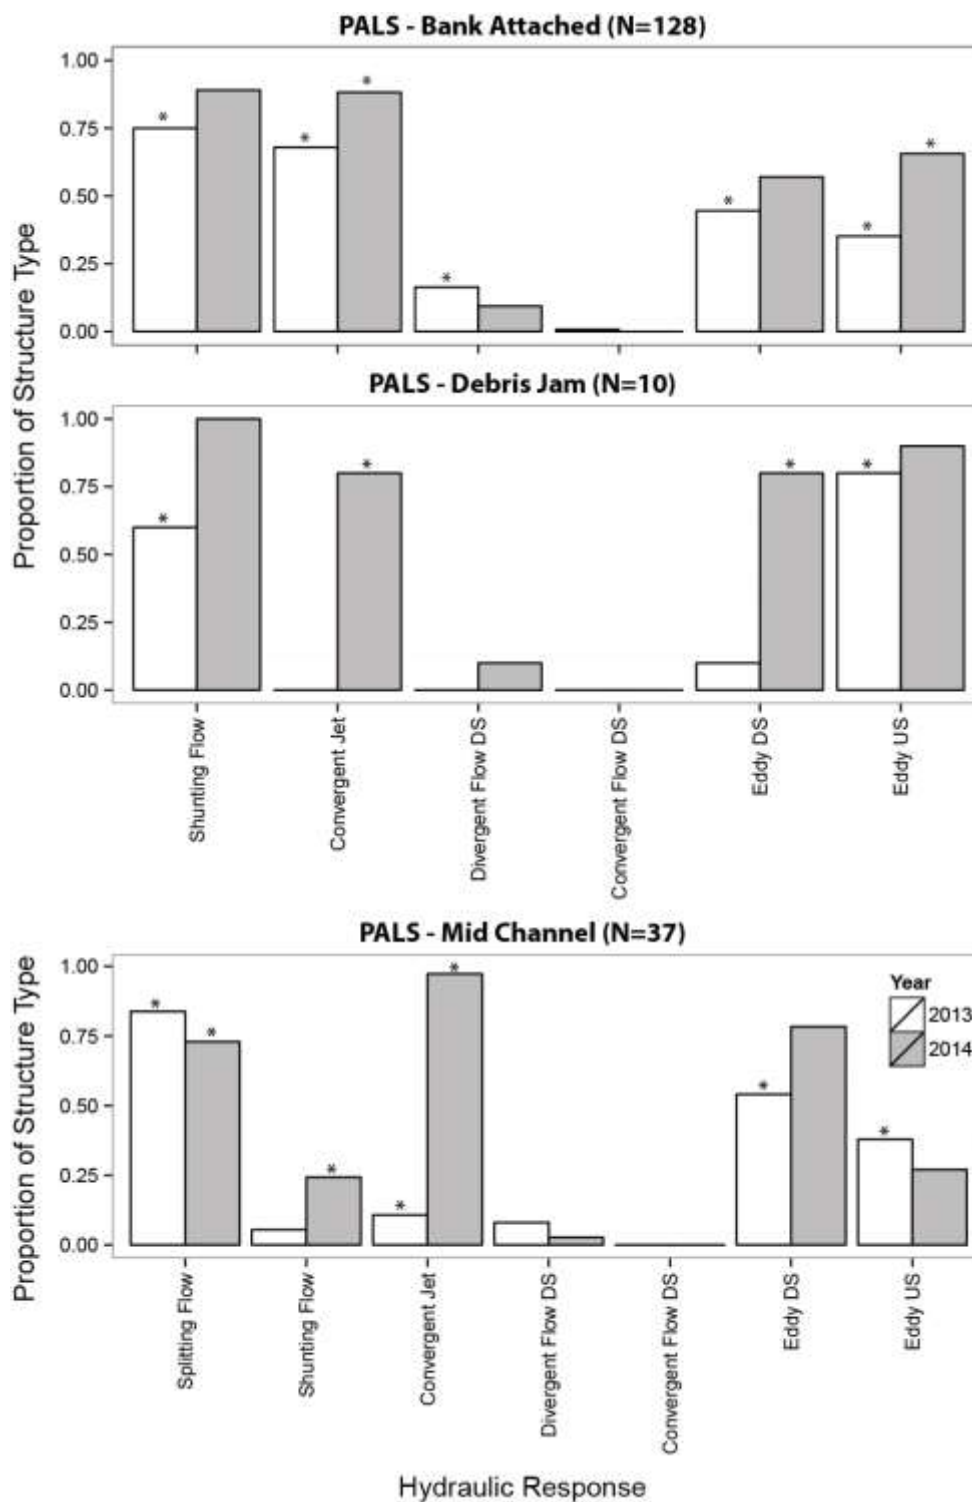 PALS - Bank Attached (N=128)
1.00
0.75
0.50
0.25
0.00
* * * * * * * *
PALS - Debris Jam (N=10)
1.00
0.75
0.50
0.25
0.00
* * * *
Proportion of Structure Type
Shunting Flow
Convergent Jet
Divergent Flow DS
Convergent Flow DS
Eddy DS
Eddy US
PALS - Mid Channel (N=37)
1.00
0.75
0.50
0.25
0.00
* * * * * * *
Proportion of Structure Type
Year
2013
2014
Splitting Flow
Shunting Flow
Convergent Jet
Divergent Flow DS
Convergent Flow DS
Eddy DS
Eddy US
Hydraulic Response